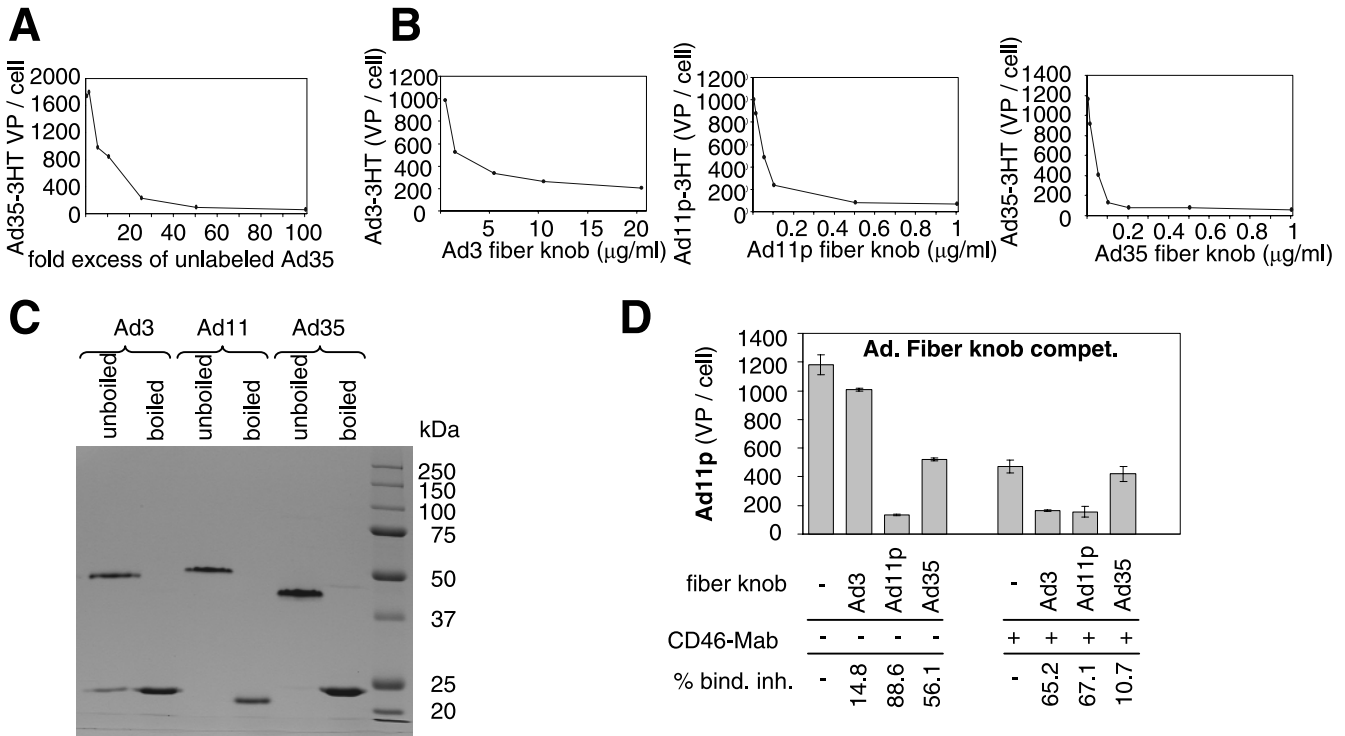 A
Ad35-3HT VP / cell)
2000
1600
1200
800
400
0
20 40 60 80 100
fold excess of unlabeled Ad35
B
Ad3-3HT (VP / cell)
1200
1000
800
600
400
200
0
5 10 15 20
Ad3 fiber knob (μg/ml)
Ad11p-3HT (VP / cell)
1200
1000
800
600
400
200
0
0.2 0.4 0.6 0.8 1
Ad11p fiber knob (μg/ml)
Ad35-3HT (VP / cell)
1400
1200
1000
800
600
400
200
0
0.2 0.4 0.6 0.8 1
Ad35 fiber knob (μg/ml)
C
Ad3 Ad11 Ad35
unboiled boiled unboiled boiled unboiled boiled
kDa
250
150
100
75
50
37
25
20
D
Ad11p (VP / cell)
1400
1200
1000
800
600
400
200
0
Ad. Fiber knob compet.
fiber knob - Ad3 Ad11p Ad35 - Ad3 Ad11p Ad35
CD46-Mab - - - - + + + +
% bind. inh. - 14.8 88.6 56.1 - 65.2 67.1 10.7